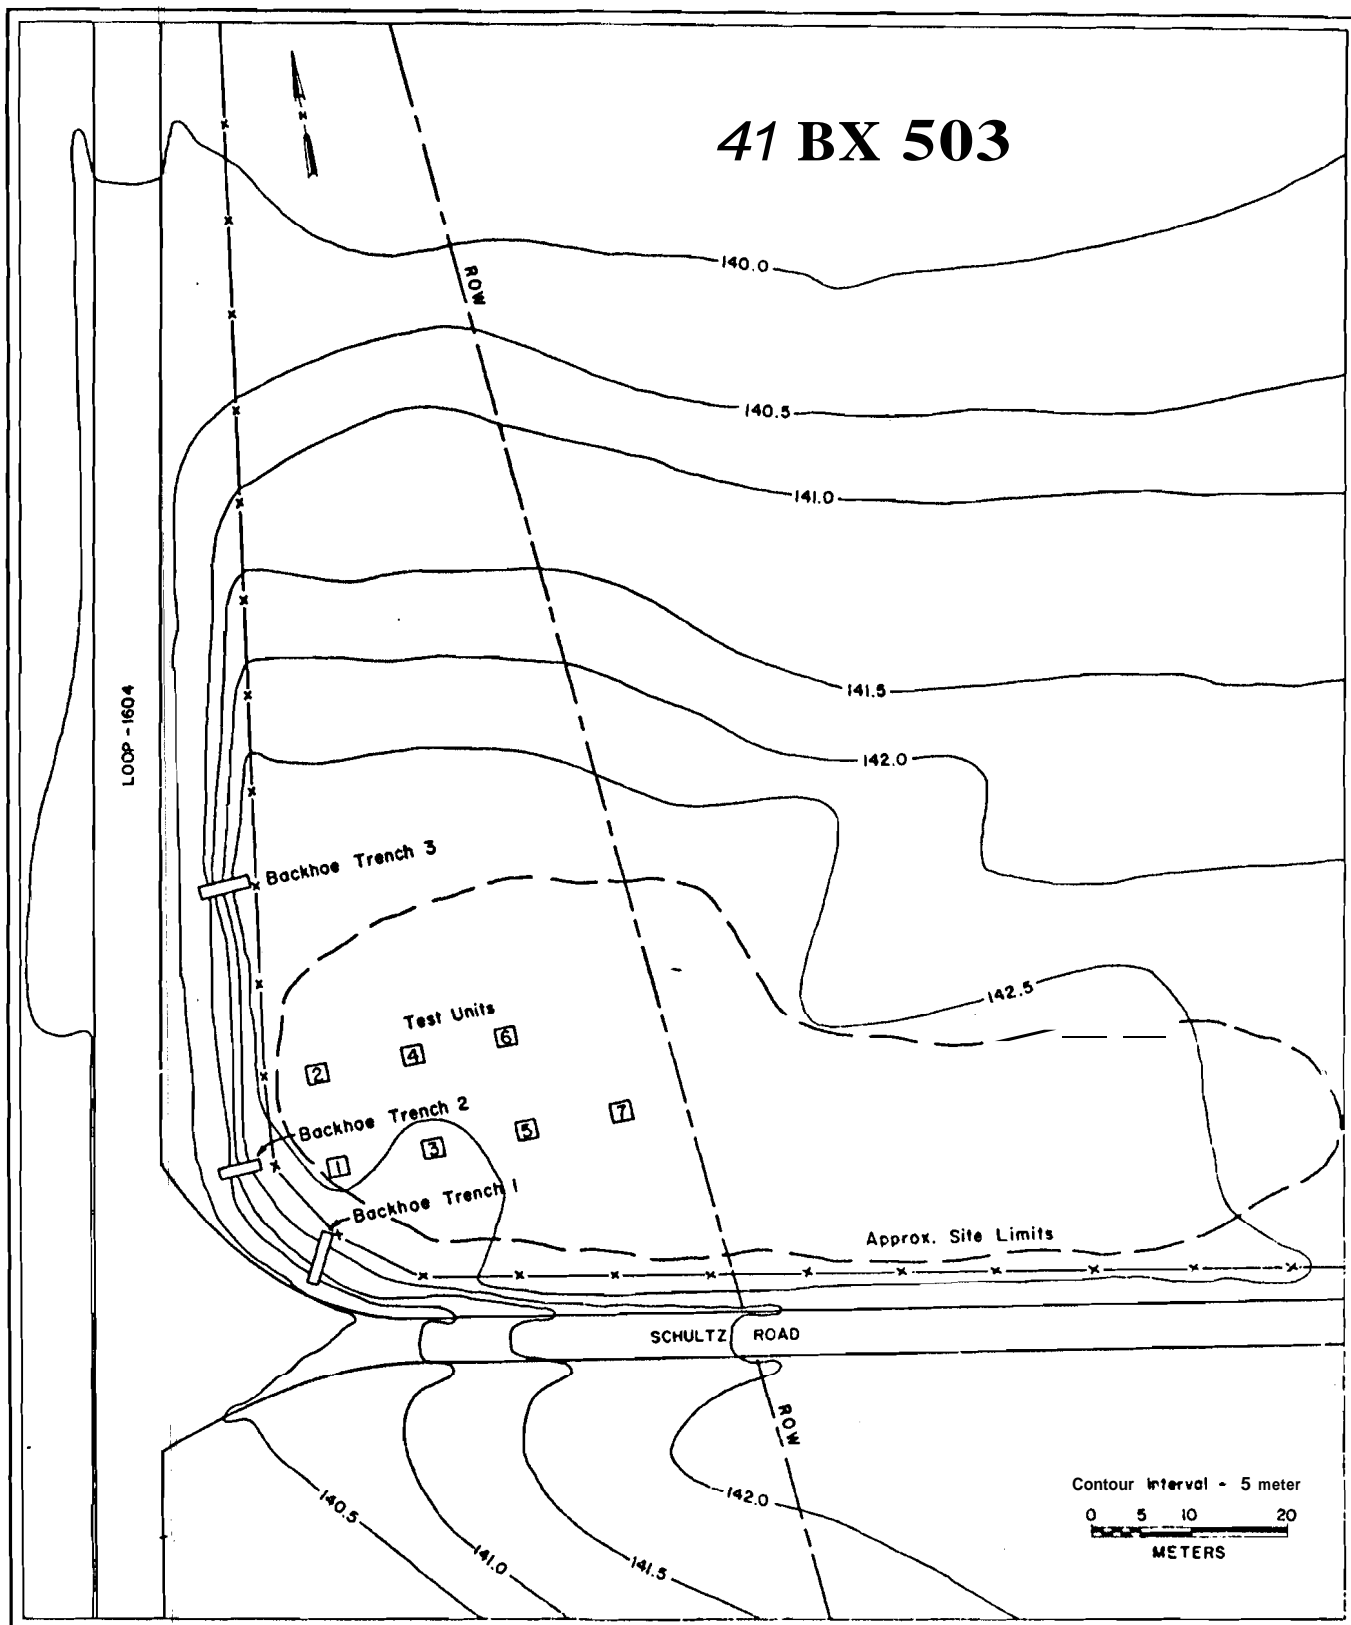 41 BX 503
N
140.0
ROW
140.5
141.0
141.5
LOOP-1604
142.0
Backhoe Trench 3
142.5
Test Units
6
4
2
7
Backhoe Trench 2
5
3
1
Backhoe Trench 1
Approx. Site Limits
SCHULTZ ROAD
ROW
140.5
141.0
141.5
142.0
Contour interval - 5 meter
0 5 10 20
METERS